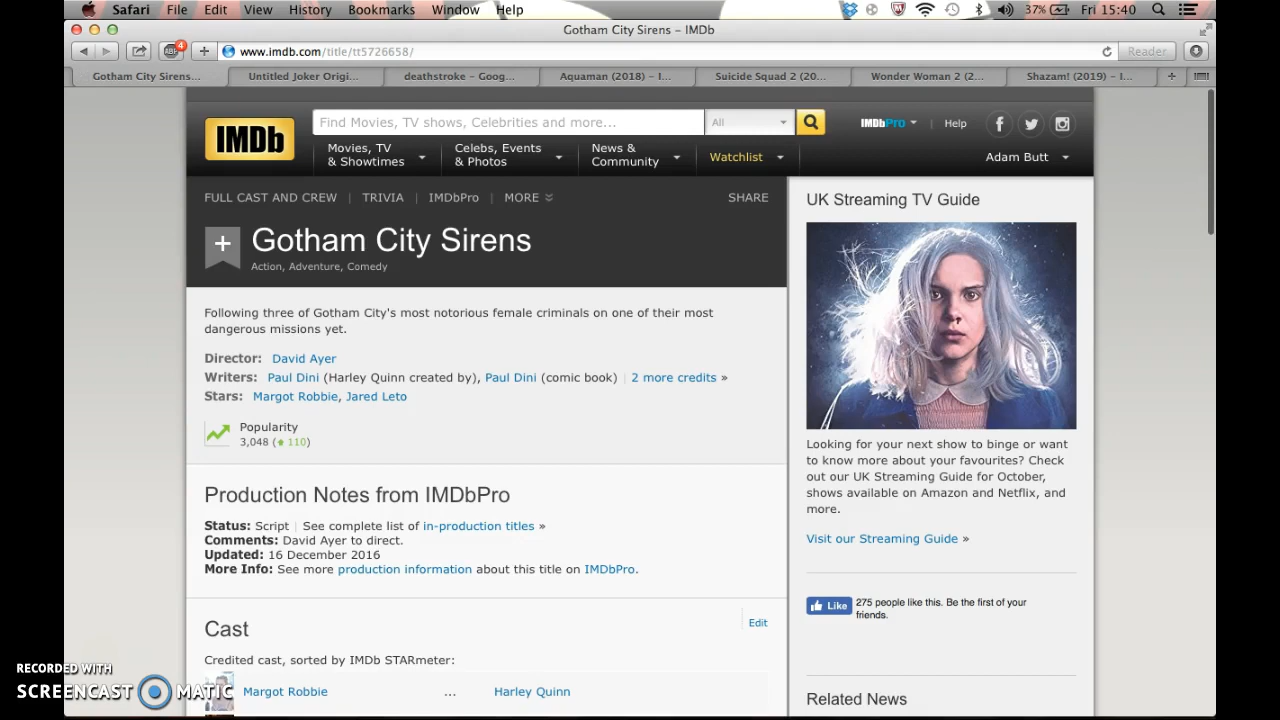 Safari File Edit View History Bookmarks Window Help 37% Fri 15:40
Gotham City Sirens – IMDb
4 www.imdb.com/title/tt5726658/ Reader
Gotham City Sirens... Untitled Joker Origi... deathstroke – Goog... Aquaman (2018) – I... Suicide Squad 2 (20... Wonder Woman 2 (2... Shazam! (2019) – I...
IMDb Find Movies, TV shows, Celebrities and more... All IMDbPro | Help
Movies, TV
& Showtimes
Celebs, Events
& Photos
News &
Community
Watchlist
Adam Butt
FULL CAST AND CREW | TRIVIA | IMDbPro | MORE SHARE
+ Gotham City Sirens
Action, Adventure, Comedy
Following three of Gotham City's most notorious female criminals on one of their most
dangerous missions yet.
Director: David Ayer
Writers: Paul Dini (Harley Quinn created by), Paul Dini (comic book) | 2 more credits »
Stars: Margot Robbie, Jared Leto
Popularity
3,048 (110)
Production Notes from IMDbPro
Status: Script | See complete list of in-production titles »
Comments: David Ayer to direct.
Updated: 16 December 2016
More Info: See more production information about this title on IMDbPro.
Cast
Edit
Credited cast, sorted by IMDb STARmeter:
Margot Robbie ... Harley Quinn
UK Streaming TV Guide
Looking for your next show to binge or want
to know more about your favourites? Check
out our UK Streaming Guide for October,
shows available on Amazon and Netflix, and
more.
Visit our Streaming Guide »
Like 275 people like this. Be the first of your
friends.
Related News
RECORDED WITH
SCREENCAST MATIC